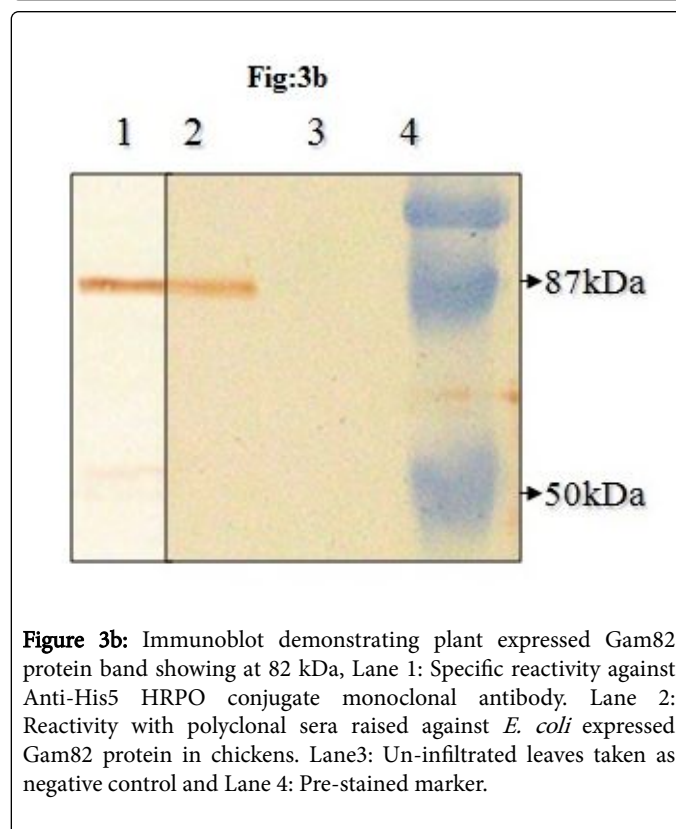 Fig:3b
1 2 3 4
87kDa
50kDa
Figure 3b: Immunoblot demonstrating plant expressed Gam82
protein band showing at 82 kDa, Lane 1: Specific reactivity against
Anti-His5 HRPO conjugate monoclonal antibody. Lane 2:
Reactivity with polyclonal sera raised against E. coli expressed
Gam82 protein in chickens. Lane3: Un-infiltrated leaves taken as
negative control and Lane 4: Pre-stained marker.